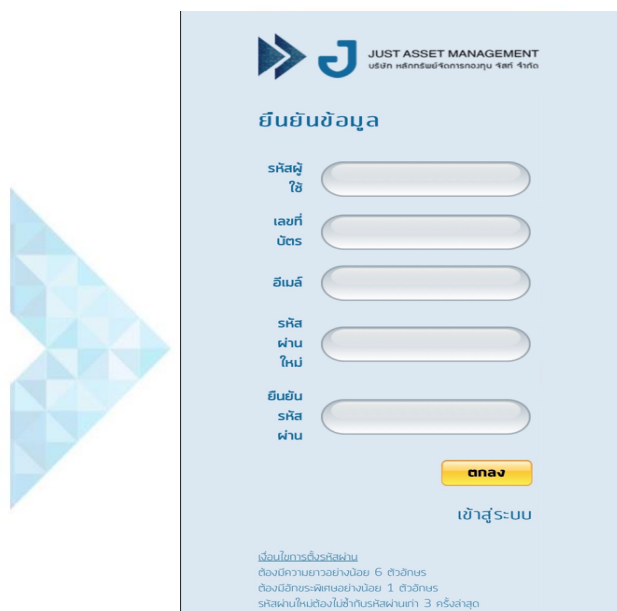 JUST ASSET MANAGEMENT
บริษัท หลักทรัพย์จัดการกองทุน จัสท์ จำกัด
ยืนยันข้อมูล
รหัสผู้
ใช้
เลขที่
บัตร
อีเมล์
รหัส
ผ่าน
ใหม่
ยืนยัน
รหัส
ผ่าน
ตกลง
เข้าสู่ระบบ
เงื่อนไขการตั้งรหัสผ่าน
ต้องมีความยาวอย่างน้อย 6 ตัวอักษร
ต้องมีอักขระพิเศษอย่างน้อย 1 ตัวอักษร
รหัสผ่านใหม่ต้องไม่ซ้ำกับรหัสผ่านเก่า 3 ครั้งล่าสุด